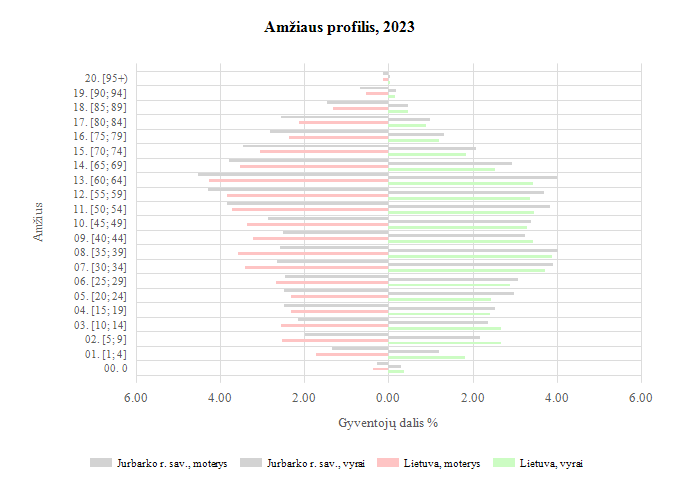 Amžiaus profilis, 2023
20. [95+)
19. [90; 94]
18. [85; 89]
17. [80; 84]
16. [75; 79]
15. [70; 74]
14. [65; 69]
13. [60; 64]
12. [55; 59]
11. [50; 54]
10. [45; 49]
09. [40; 44]
08. [35; 39]
07. [30; 34]
06. [25; 29]
05. [20; 24]
04. [15; 19]
03. [10; 14]
02. [5; 9]
01. [1; 4]
00. 0
Amžius
6.00 4.00 2.00 0.00 2.00 4.00 6.00
Gyventojų dalis %
Jurbarko r. sav., moterys Jurbarko r. sav., vyrai Lietuva, moterys Lietuva, vyrai